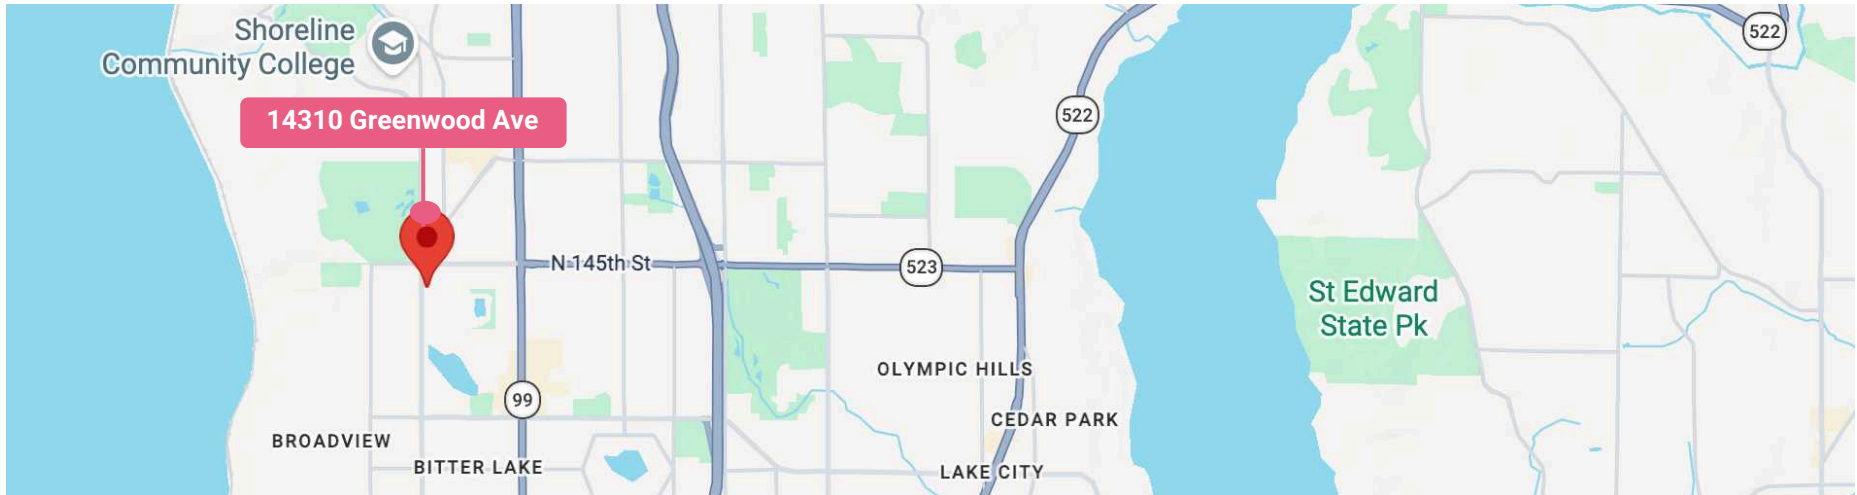 Shoreline
Community College
522
14310 Greenwood Ave
522
N 145th St
523
St Edward
State Pk
OLYMPIC HILLS
99
CEDAR PARK
BROADVIEW
BITTER LAKE
LAKE CITY